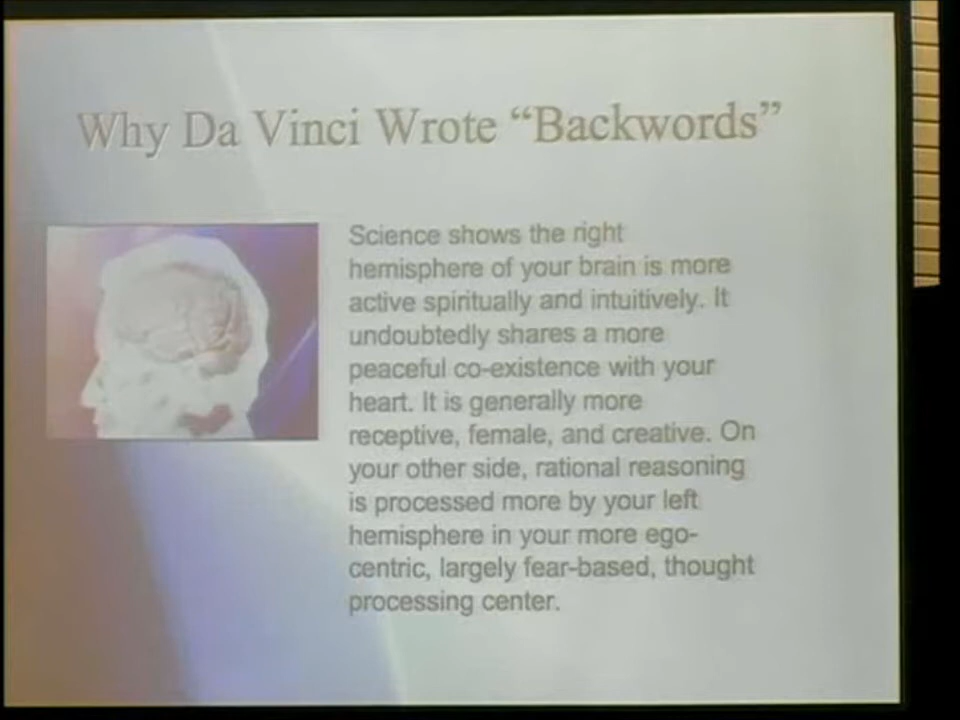 Why Da Vinci Wrote “Backwords”
Science shows the right
hemisphere of your brain is more
active spiritually and intuitively. It
undoubtedly shares a more
peaceful co-existence with your
heart. It is generally more
receptive, female, and creative. On
your other side, rational reasoning
is processed more by your left
hemisphere in your more ego-
centric, largely fear-based, thought
processing center.